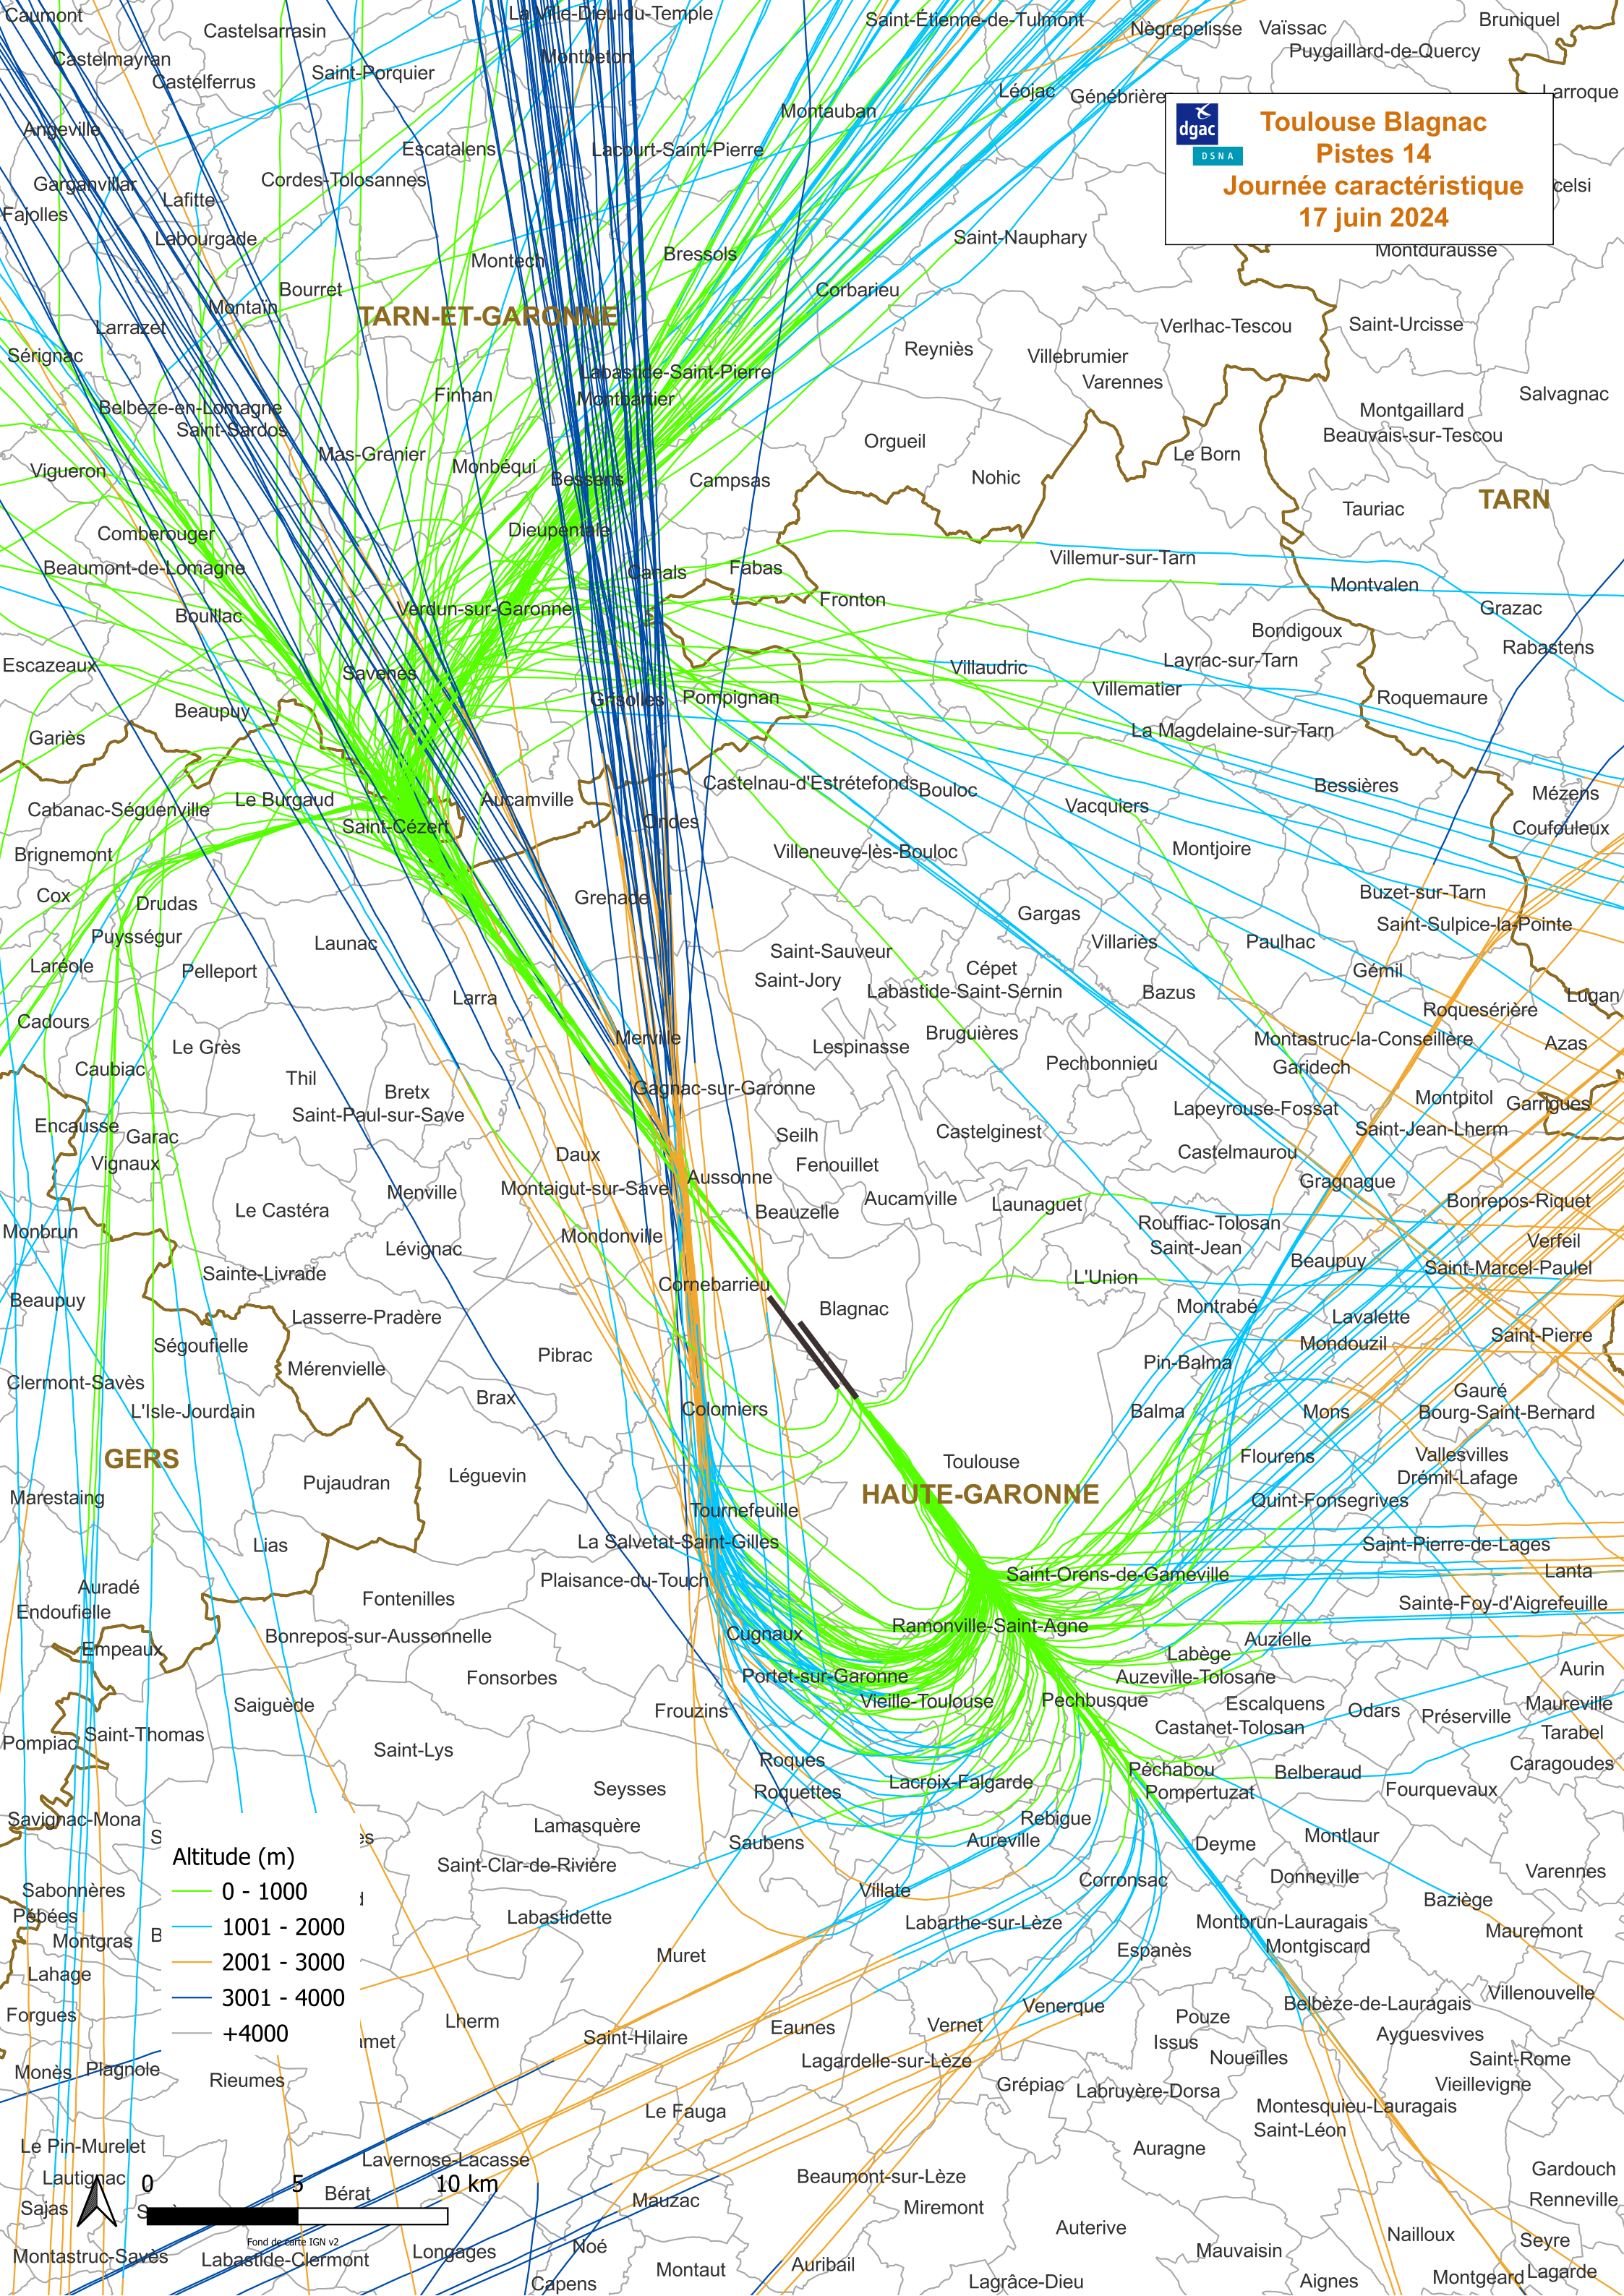 Caumont
La Ville-Dieu-du-Temple
Saint-Étienne-de-Tulmont
Nègrepelisse
Vaïssac
Bruniquel
Castelsarrasin
Puygaillard-de-Quercy
Castelmayran
Montbeton
Saint-Porquier
Castelferrus
Léojac
Génébrière
Larroque
Montauban
dgac
DSNA
Toulouse Blagnac
Pistes 14
Journée caractéristique
17 juin 2024
Angeville
Escatalens
Lacourt-Saint-Pierre
Garganvillar
Cordes-Tolosannes
celsi
Lafitte
Fajolles
Labourgade
Saint-Nauphary
Montech
Bressols
Montdurausse
Bourret
Corbarieu
Montaïn
TARN-ET-GARONNE
Larrazet
Verlhac-Tescou
Saint-Urcisse
Sérignac
Reyniès
Villebrumier
Labastide-Saint-Pierre
Varennes
Finhan
Montbartier
Salvagnac
Belbèze-en-Lomagne
Montgaillard
Saint-Sardos
Beauvais-sur-Tescou
Orgueil
Mas-Grenier
Le Born
Vigueron
Monbéqui
Bessens
Campsas
Nohic
TARN
Tauriac
Comberouger
Dieupentale
Villemur-sur-Tarn
Beaumont-de-Lomagne
Canals
Fabas
Montvalen
Fronton
Verdun-sur-Garonne
Grazac
Bouillac
Bondigoux
Rabastens
Escazeaux
Savenès
Villaudric
Layrac-sur-Tarn
Villematier
Grisolles
Pompignan
Roquemaure
Beaupuy
Gariès
La Magdelaine-sur-Tarn
Castelnau-d'Estrétefonds
Bouloc
Bessières
Mézens
Cabanac-Séguenville
Le Burgaud
Aucamville
Vacquiers
Saint-Cézert
Ondes
Coufouleux
Brignemont
Villeneuve-lès-Bouloc
Montjoire
Cox
Drudas
Grenade
Buzet-sur-Tarn
Gargas
Saint-Sulpice-la-Pointe
Puysségur
Launac
Villariès
Paulhac
Saint-Sauveur
Laréole
Pelleport
Cépet
Gémil
Saint-Jory
Labastide-Saint-Sernin
Bazus
Larra
Lugan
Roquesérière
Cadours
Bruguières
Merville
Montastruc-la-Conseillère
Azas
Le Grès
Lespinasse
Pechbonnieu
Garidech
Caubiac
Thil
Bretx
Gagnac-sur-Garonne
Montpitol
Garrigues
Saint-Paul-sur-Save
Lapeyrouse-Fossat
Encausse
Garac
Seilh
Castelginest
Saint-Jean-Lherm
Daux
Castelmaurou
Vignaux
Fenouillet
Aussonne
Gragnague
Menville
Montaigut-sur-Save
Aucamville
Launaguet
Bonrepos-Riquet
Le Castéra
Beauzelle
Rouffiac-Tolosan
Monbrun
Mondonville
Saint-Jean
Verfeil
Lévignac
Beaupuy
Saint-Marcel-Paulel
Sainte-Livrade
Cornebarrieu
L'Union
Beaupuy
Blagnac
Montrabé
Lavalette
Lasserre-Pradère
Ségoufielle
Mondouzil
Saint-Pierre
Pibrac
Mérenvielle
Pin-Balma
Clermont-Savès
Gauré
Brax
L'Isle-Jourdain
Colomiers
Balma
Mons
Bourg-Saint-Bernard
GERS
Toulouse
Flourens
Vallesvilles
Pujaudran
Léguevin
Drémil-Lafage
HAUTE-GARONNE
Marestaing
Quint-Fonsegrives
Tournefeuille
Lias
La Salvetat-Saint-Gilles
Saint-Pierre-de-Lages
Auradé
Plaisance-du-Touch
Saint-Orens-de-Gameville
Lanta
Endoufielle
Fontenilles
Sainte-Foy-d'Aigrefeuille
Ramonville-Saint-Agne
Empeaux
Bonrepos-sur-Aussonnelle
Cugnaux
Auzielle
Labège
Fonsorbes
Portet-sur-Garonne
Auzeville-Tolosane
Aurin
Saiguède
Vieille-Toulouse
Pechbusque
Escalquens
Maureville
Frouzins
Odars
Préserville
Saint-Thomas
Castanet-Tolosan
Tarabel
Pompiac
Saint-Lys
Roques
Péchabou
Belberaud
Caragoudes
Seysses
Roquettes
Lacroix-Falgarde
Pompertuzat
Fourquevaux
Savignac-Mona
Lamasquère
Rebigue
Saubens
Aureville
Deyme
Montlaur
S
es
Altitude (m)
0 - 1000
1001 - 2000
2001 - 3000
3001 - 4000
+4000
Saint-Clar-de-Rivière
Varennes
Sabonnères
Villate
Corronsac
Donneville
Baziège
d
Pébées
Labastidette
Labarthe-sur-Lèze
Montbrun-Lauragais
Mauremont
Montgras
B
Muret
Espanès
Montgiscard
Lahage
Villenouvelle
Forgues
Lherm
Saint-Hilaire
Eaunes
Vernet
Venerque
Pouze
Belbèze-de-Lauragais
Issus
Ayguesvives
Monès
Plagnole
Lagardelle-sur-Lèze
Noueilles
Saint-Rome
Rieumes
Grépiac
Labruyère-Dorsa
Vieillevigne
Le Fauga
Montesquieu-Lauragais
Saint-Léon
Le Pin-Murelet
Auragne
Lavernose-Lacasse
Lautignac
Beaumont-sur-Lèze
Gardouch
0 5 10 km
Bérat
Mauzac
Renneville
Sajas
Miremont
Auterive
Nailloux
Seyre
Fond de carte IGN v2
Montastruc-Savès
Labastide-Clermont
Longages
Noé
Mauvaisin
Montaut
Auribail
Capens
Lagrâce-Dieu
Aignes
Montgeard
Lagarde